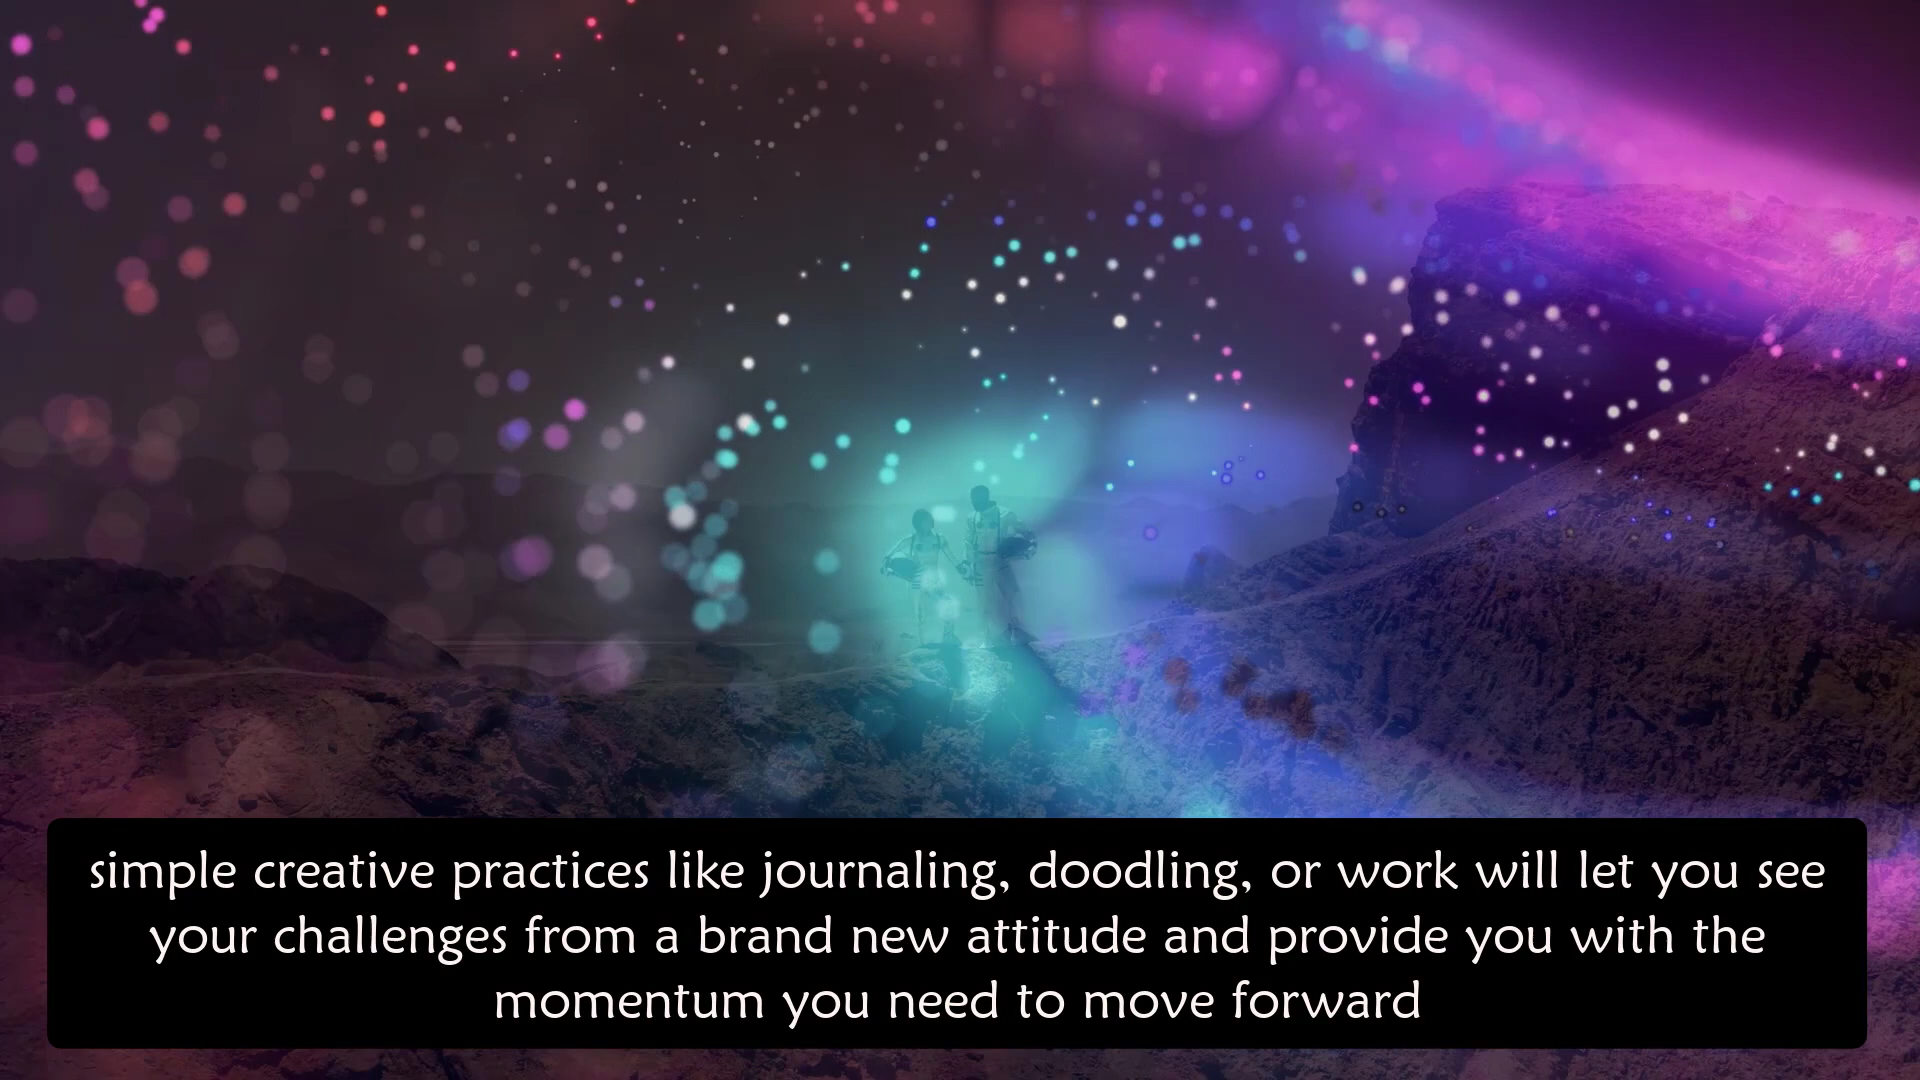 simple creative practices like journaling, doodling, or work will let you see
your challenges from a brand new attitude and provide you with the
momentum you need to move forward